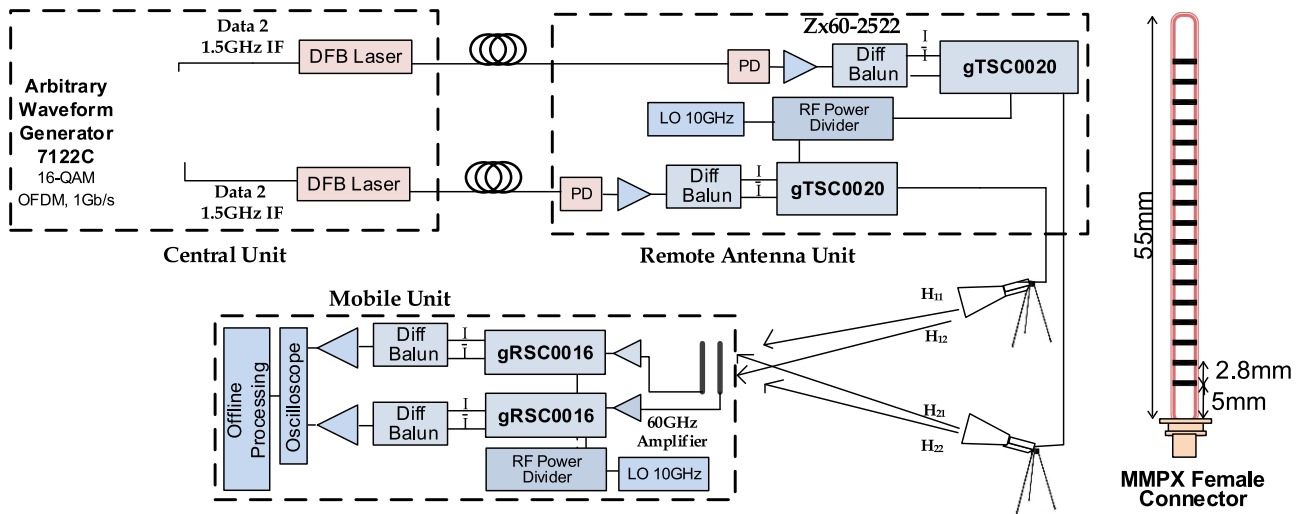 Data 2
1.5GHz IF
DFB Laser
Arbitrary
Waveform
Generator
7122C
16-QAM
OFDM, 1Gb/s
Data 2
1.5GHz IF
DFB Laser
Central Unit
Zx60-2522
PD
Diff
Balun
I
I
gTSC0020
LO 10GHz
RF Power
Divider
PD
Diff
Balun
I
I
gTSC0020
Remote Antenna Unit
Mobile Unit
Offline
Processing
Oscilloscope
Diff
Balun
I
I
gRSC0016
Diff
Balun
I
I
gRSC0016
60GHz
Amplifier
RF Power
Divider
LO 10GHz
H11
H12
H21
H22
55mm
2.8mm
5mm
MMPX Female
Connector